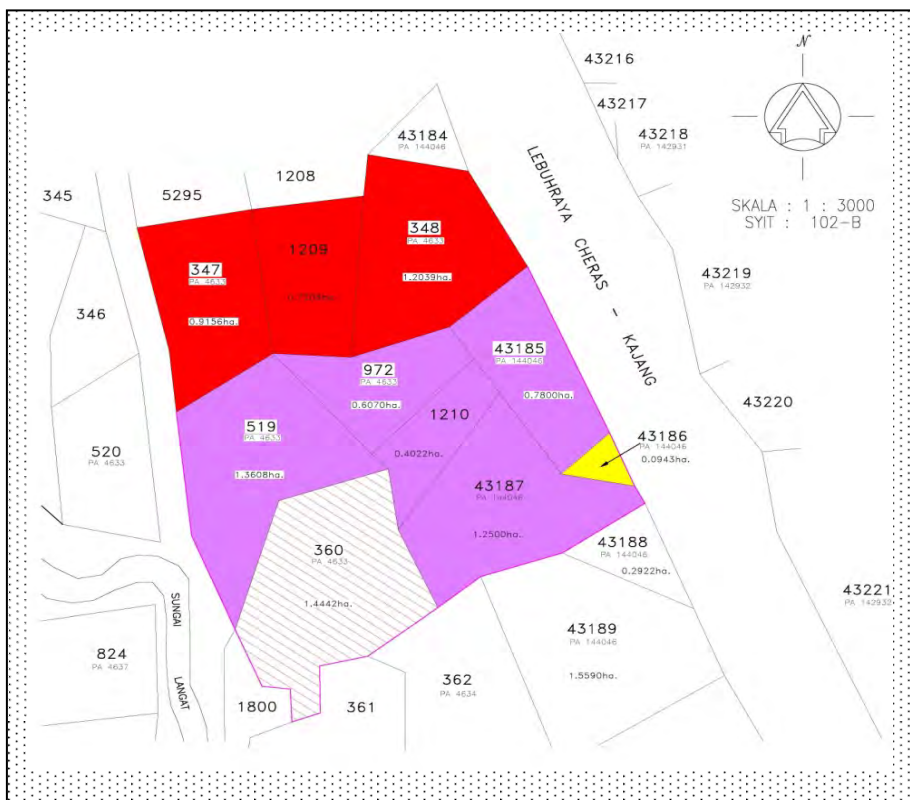 N
SKALA : 1 : 3000
SYIT : 102-B
43216
43217
43218
PA 142931
43184
PA 144046
LEBUHRAYA CHERAS - KAJANG
1208
5295
345
348
PA 4633
1.2039ha.
1209
347
PA 4633
0.9156ha.
43219
PA 142932
346
43185
PA 144046
0.7800ha.
972
PA 4633
0.6070ha.
43220
1210
0.4022ha.
519
PA 4633
1.3608ha.
43186
PA 144046
0.0943ha.
520
PA 4633
43187
PA 144046
1.2500ha.
43188
PA 144046
0.2922ha.
360
PA 4633
1.4442ha.
43221
PA 142932
SUNGAI LANGAT
43189
PA 144046
1.5590ha.
824
PA 4637
362
PA 4634
1800
361